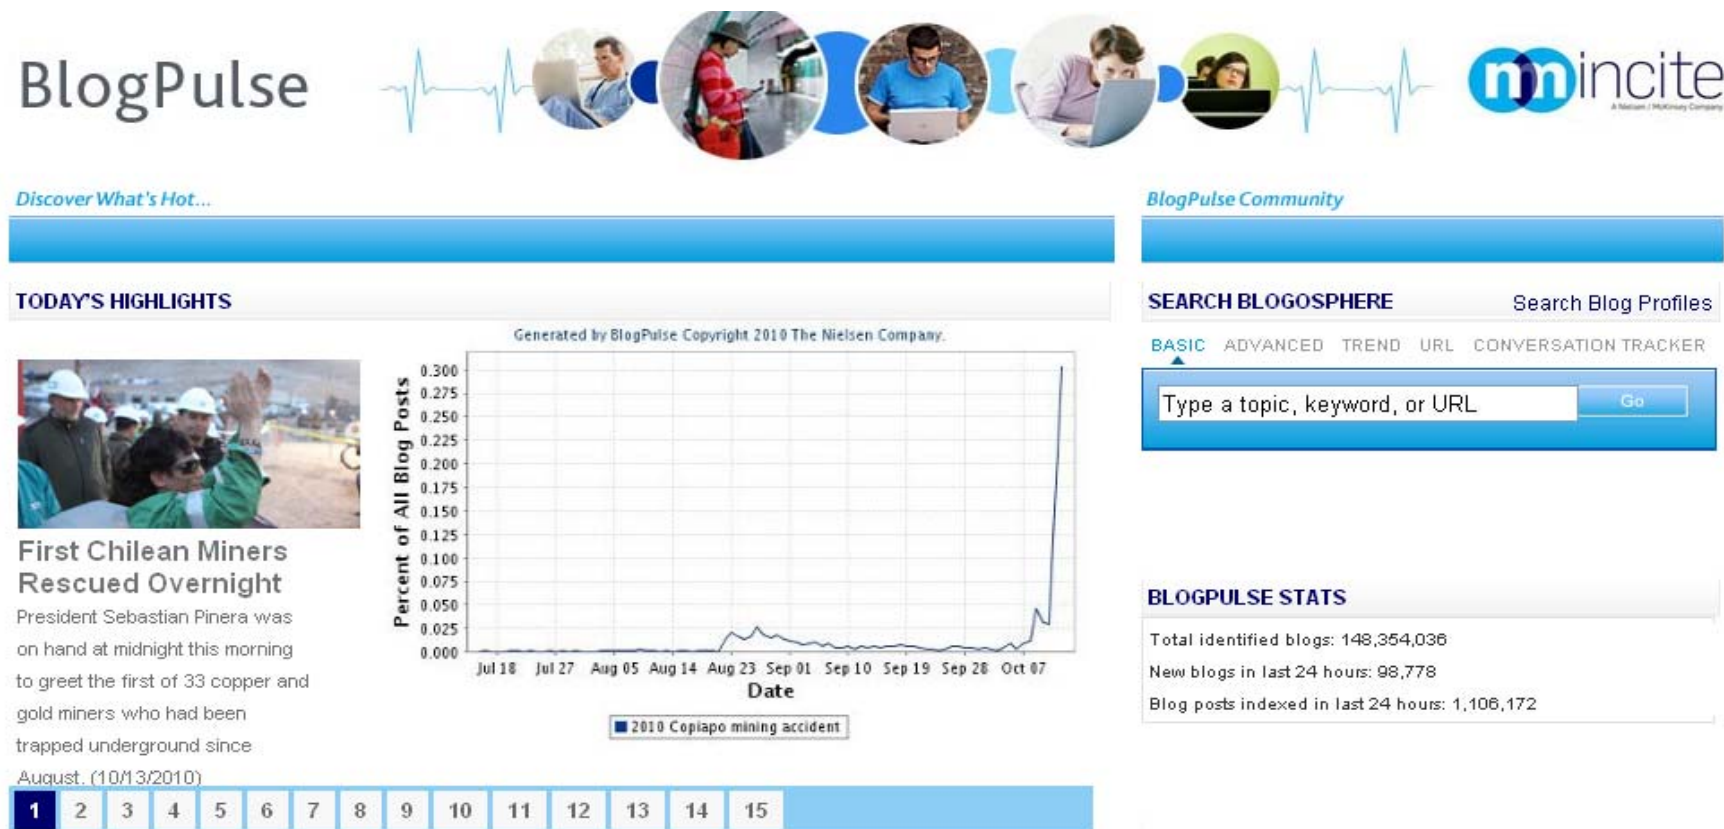 BlogPulse
nm incite
A Nielsen / McKinsey Company
Discover What's Hot...
BlogPulse Community
TODAY'S HIGHLIGHTS
First Chilean Miners
Rescued Overnight
President Sebastian Pinera was
on hand at midnight this morning
to greet the first of 33 copper and
gold miners who had been
trapped underground since
August. (10/13/2010)
Generated by BlogPulse Copyright 2010 The Nielsen Company.
Percent of All Blog Posts
0.300
0.275
0.250
0.225
0.200
0.175
0.150
0.125
0.100
0.075
0.050
0.025
0.000
Jul 18 Jul 27 Aug 05 Aug 14 Aug 23 Sep 01 Sep 10 Sep 19 Sep 28 Oct 07
Date
2010 Copiapo mining accident
1 2 3 4 5 6 7 8 9 10 11 12 13 14 15
SEARCH BLOGOSPHERE Search Blog Profiles
BASIC ADVANCED TREND URL CONVERSATION TRACKER
Type a topic, keyword, or URL Go
BLOGPULSE STATS
Total identified blogs: 148,354,036
New blogs in last 24 hours: 98,778
Blog posts indexed in last 24 hours: 1,106,172